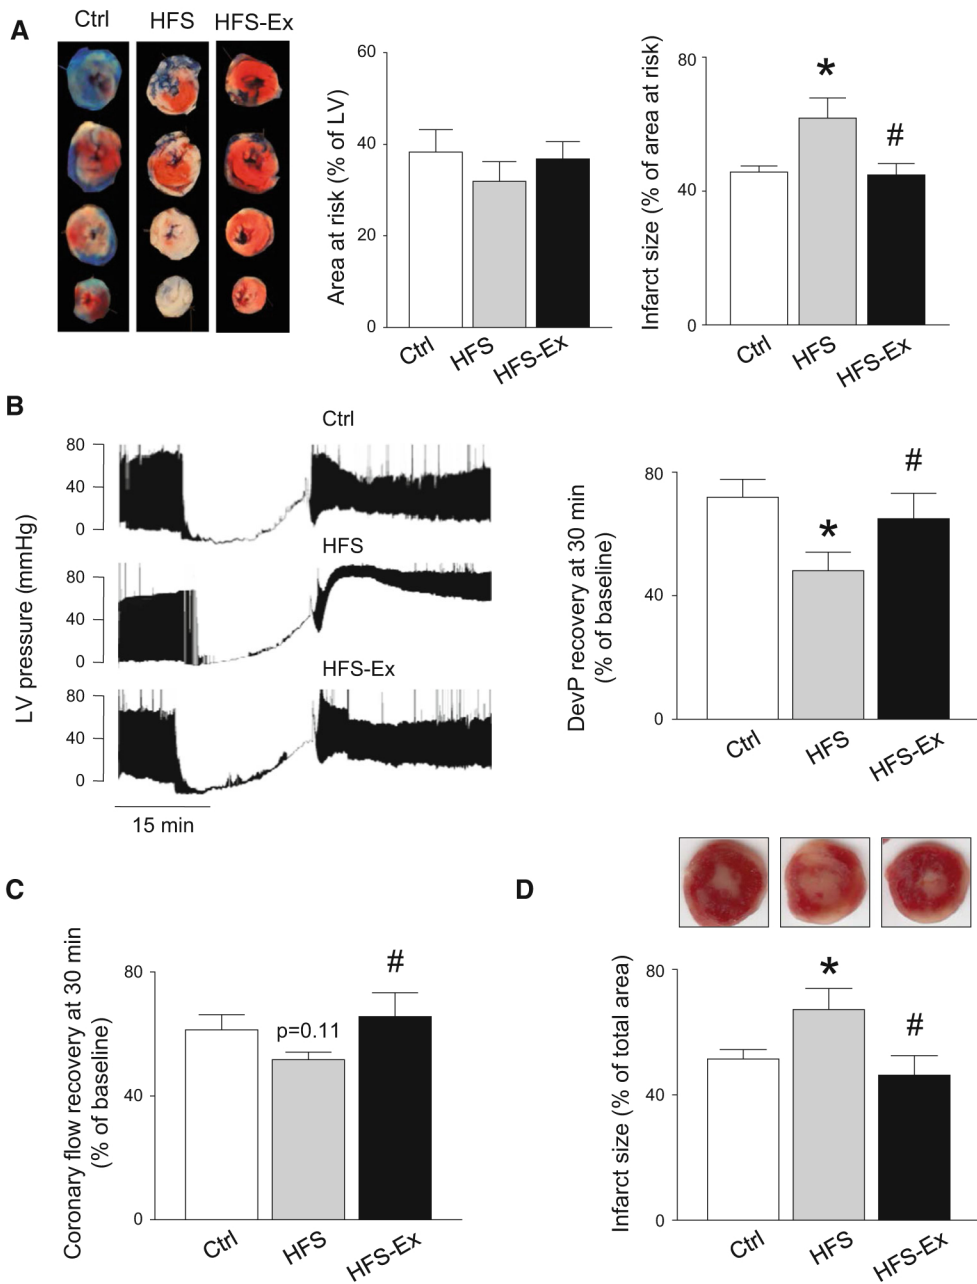 A
Ctrl
HFS
HFS-Ex
Area at risk (% of LV)
60
40
20
0
Ctrl
HFS
HFS-Ex
Infarct size (% of area at risk)
80
40
0
*
#
Ctrl
HFS
HFS-Ex
B
LV pressure (mmHg)
Ctrl
80
40
0
HFS
80
40
0
HFS-Ex
80
40
0
15 min
DevP recovery at 30 min
(% of baseline)
80
40
0
*
#
Ctrl
HFS
HFS-Ex
C
Coronary flow recovery at 30 min
(% of baseline)
80
40
0
p=0.11
#
Ctrl
HFS
HFS-Ex
D
Infarct size (% of total area)
80
40
0
*
#
Ctrl
HFS
HFS-Ex